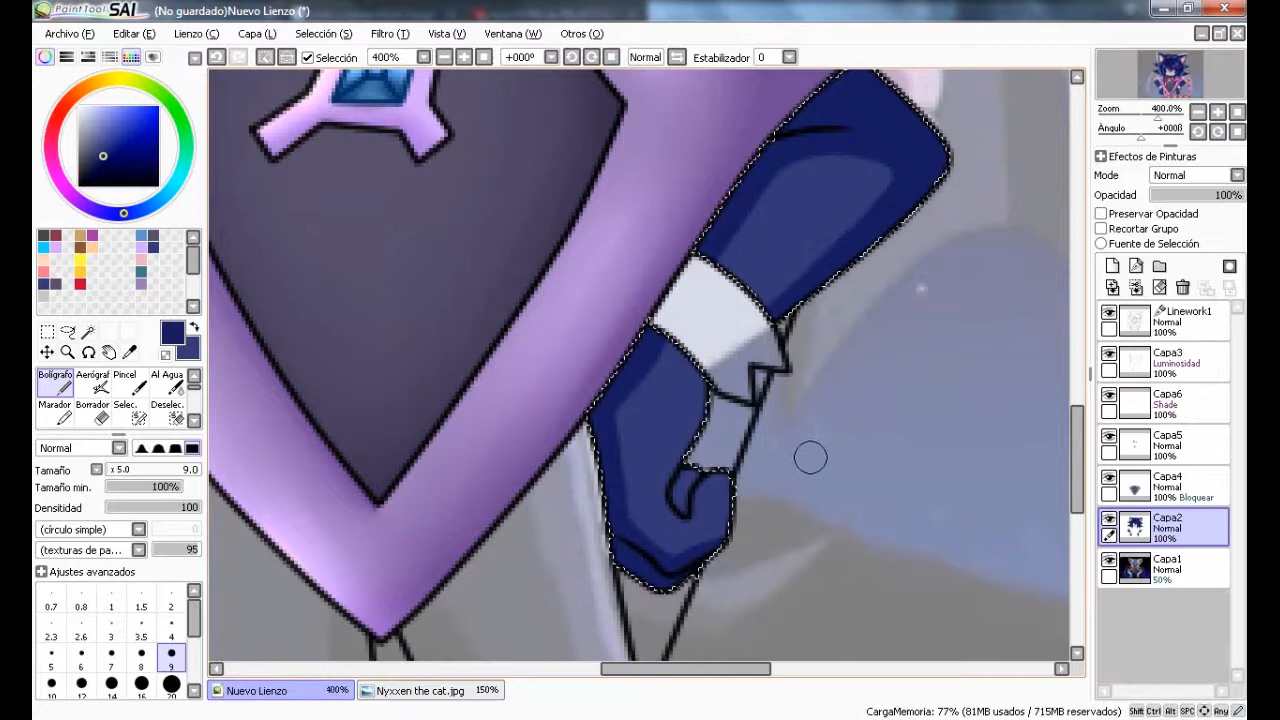 PaintTool SAI (No guardado)Nuevo Lienzo (*)
Archivo (F) Editar (E) Lienzo (C) Capa (L) Filtro (T) Selección (S) Vista (V) Ventana (W) Otros (O)
Selección 400% +000º Normal Estabilizador 0
Zoom 400.0%
Ángulo +000ß
Efectos de Pinturas
Mode Normal
Opacidad 100%
Preservar Opacidad
Recortar Grupo
Fuente de Selección
Linework1
Normal
100%
Capa3
Luminosidad
100%
Capa6
Shade
100%
Capa5
Normal
100%
Capa4
Normal
100% Bloquear
Capa2
Normal
100%
Capa1
Normal
50%
Bolígrafo Aerógraf Pincel Al Agua
Marador Borrador Selec. Deselec.
Normal
Tamaño x 5.0 9.0
Tamaño min. 100%
Densitidad 100
(círculo simple) 0
(texturas de pa... 95
Ajustes avanzados
0.7 0.8 1 1.5 2
2.3 2.6 3 3.5 4
5 6 7 8 9
10 12 14 16 20
Nuevo Lienzo 400% Nyxxen the cat.jpg 150%
CargaMemoria: 77% (81MB usados / 715MB reservados) Shift Ctrl Alt SPC Any